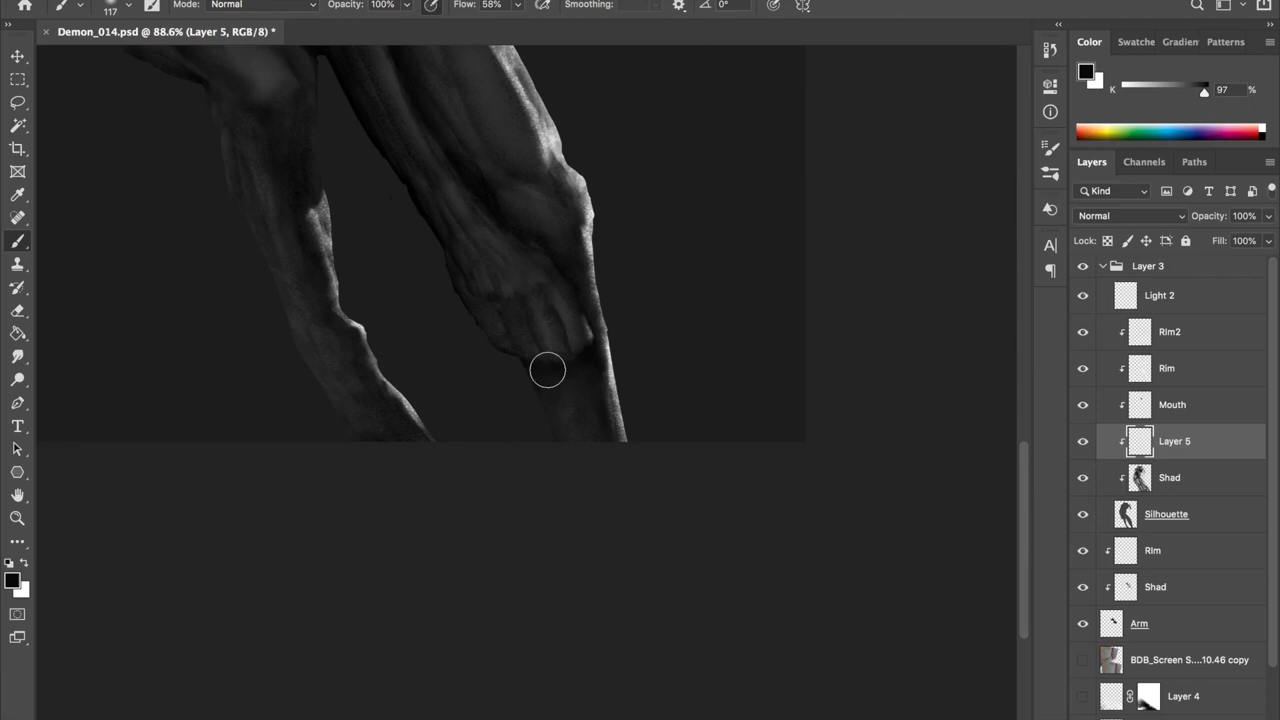 117
Mode: Normal Opacity: 100% Flow: 58% Smoothing: 0°
× Demon_014.psd @ 88.6% (Layer 5, RGB/8) *
Color Swatche Gradien Patterns
K 97 %
Layers Channels Paths
Kind
Normal Opacity: 100%
Lock: Fill: 100%
Layer 3
Light 2
RIm2
Rim
Mouth
Layer 5
Shad
Silhouette
RIm
Shad
Arm
BDB_Screen S....10.46 copy
Layer 4